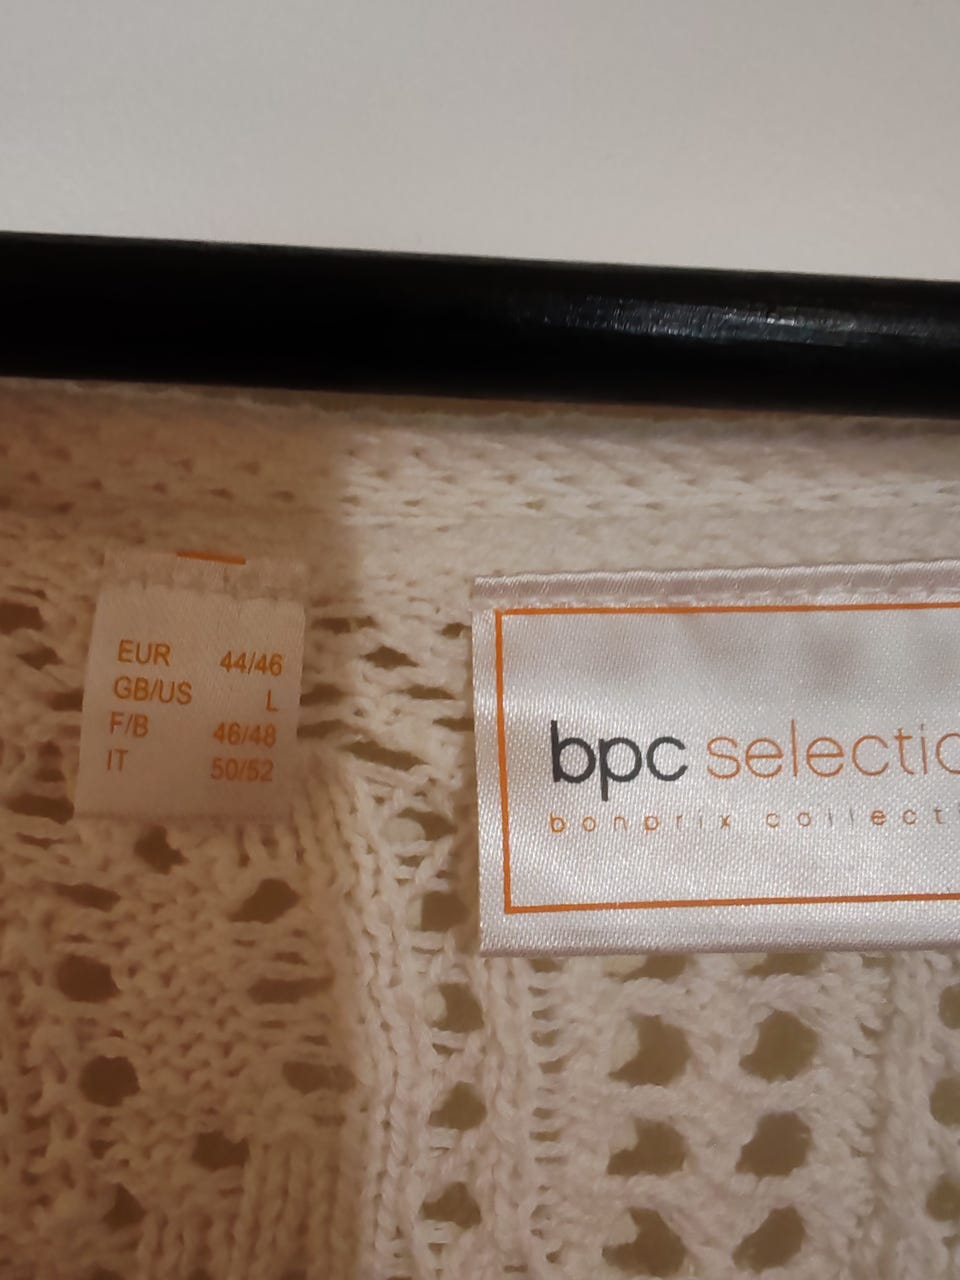 EUR 44/46
GB/US L
F/B 46/48
IT 50/52
bpc selectio
bonprix collecti